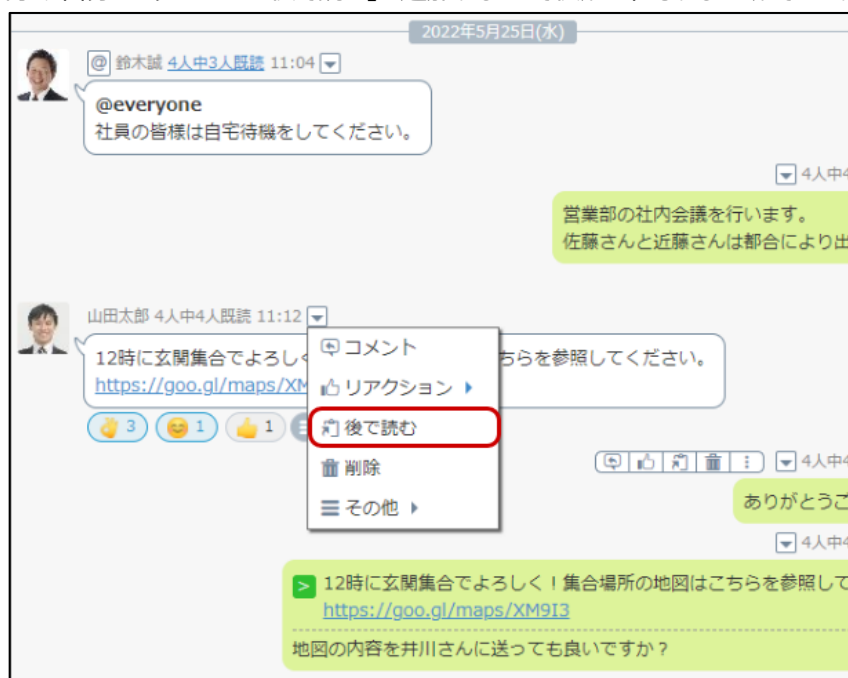 2022年5月25日(水)
@ 鈴木誠 4人中3人既読 11:04
@everyone
社員の皆様は自宅待機をしてください。
4人中4
営業部の社内会議を行います。
佐藤さんと近藤さんは都合により出
山田太郎 4人中4人既読 11:12
12時に玄関集合でよろし
ちらを参照してください。
https://goo.gl/maps/XM
コメント
リアクション
後で読む
削除
その他
3 1 1
4人中4
ありがとうご
4人中4
> 12時に玄関集合でよろしく！集合場所の地図はこちらを参照して
https://goo.gl/maps/XM9I3
地図の内容を井川さんに送っても良いですか？